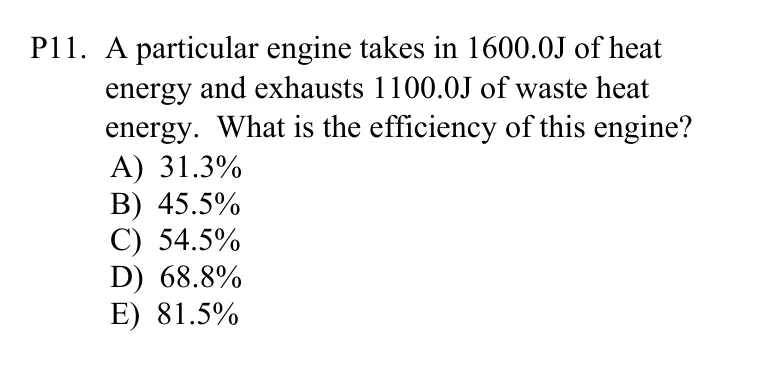 P11. A particular engine takes in 1600.0J of heat
energy and exhausts 1100.0J of waste heat
energy. What is the efficiency of this engine?
A) 31.3%
B) 45.5%
C) 54.5%
D) 68.8%
E) 81.5%